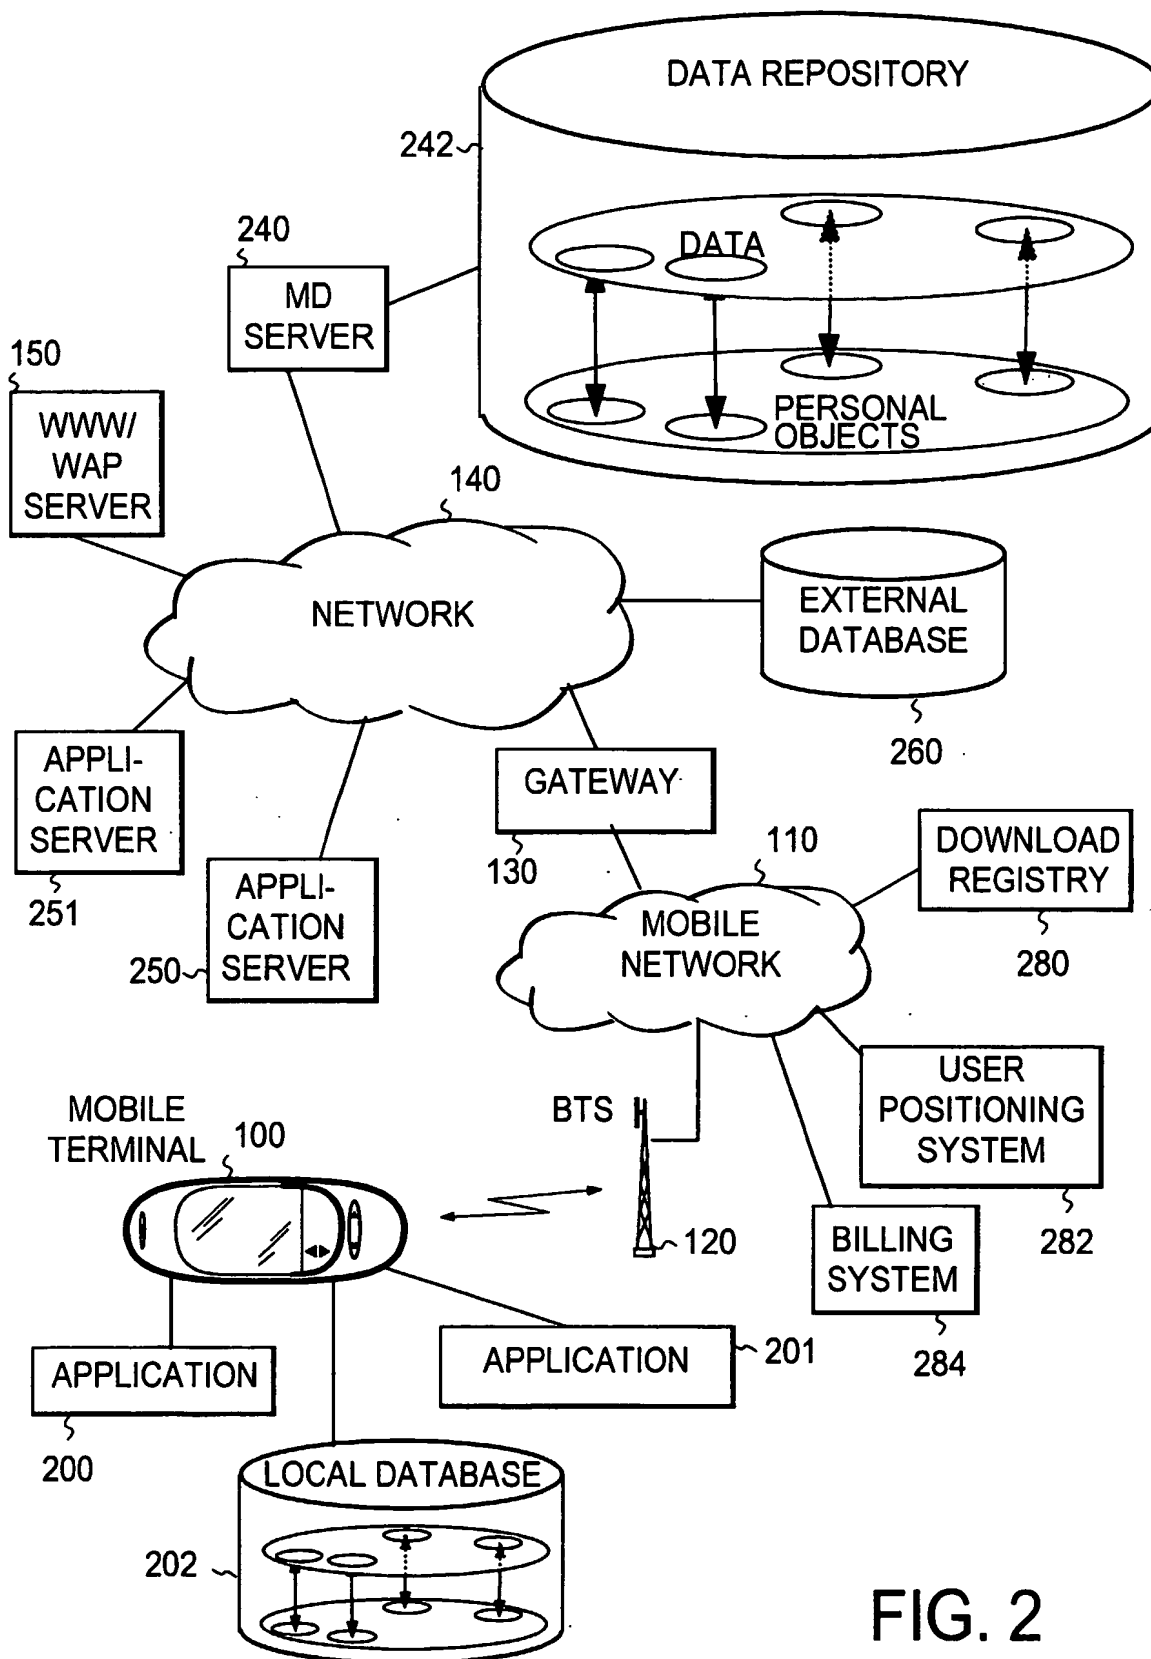 DATA REPOSITORY
242
DATA
PERSONAL
OBJECTS
240
MD
SERVER
150
WWW/
WAP
SERVER
140
NETWORK
EXTERNAL
DATABASE
260
APPLI-
CATION
SERVER
251
APPLI-
CATION
SERVER
250
GATEWAY
130
110
MOBILE
NETWORK
DOWNLOAD
REGISTRY
280
USER
POSITIONING
SYSTEM
282
BILLING
SYSTEM
284
BTS
120
MOBILE
TERMINAL
100
APPLICATION
200
APPLICATION
201
LOCAL DATABASE
202
FIG. 2